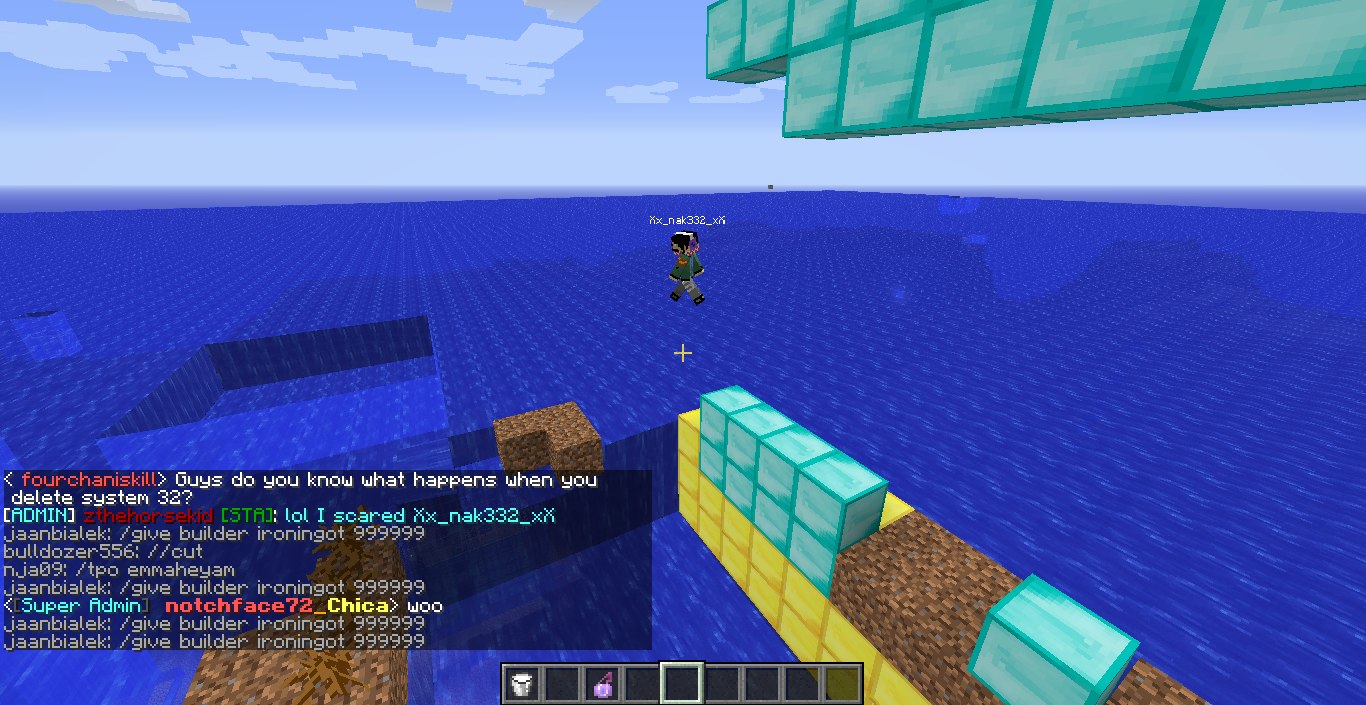 Xx_nak332_xX
< fourchaniskill> Guys do you know what happens when you
delete system 32?
[ADMIN] zthehorsekid [STA]: lol I scared Xx_nak332_xX
jaanbialek: /give builder ironingot 999999
bulldozer556: //cut
nja09: /tpo emmaheyam
jaanbialek: /give builder ironingot 999999
<[Super Admin] notchface72_Chica> woo
jaanbialek: /give builder ironingot 999999
jaanbialek: /give builder ironingot 999999